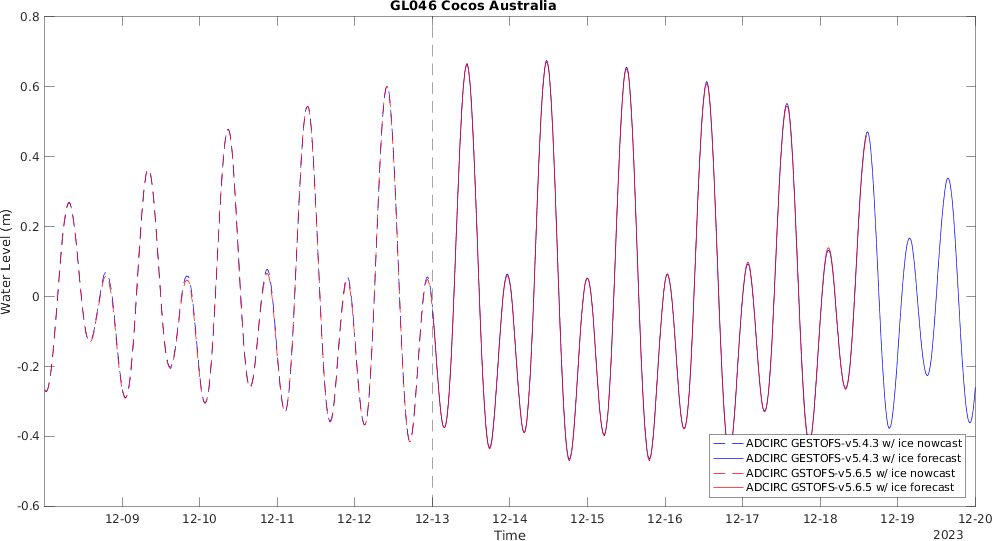 GL046 Cocos Australia
Water Level (m)
0.8
0.6
0.4
0.2
0
-0.2
-0.4
-0.6
ADCIRC GESTOFS-v5.4.3 w/ ice nowcast
ADCIRC GESTOFS-v5.4.3 w/ ice forecast
ADCIRC GSTOFS-v5.6.5 w/ ice nowcast
ADCIRC GSTOFS-v5.6.5 w/ ice forecast
12-09 12-10 12-11 12-12 12-13 12-14 12-15 12-16 12-17 12-18 12-19 12-20
Time
2023